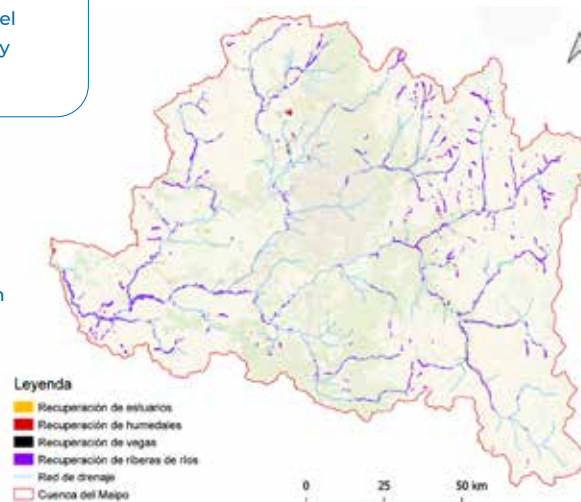 el
y
n
Leyenda
Recuperación de estuarios
Recuperación de humedales
Recuperación de vegas
Recuperación de riberas de ríos
Red de drenaje
Cuenca del Maipo
0 25 50 km